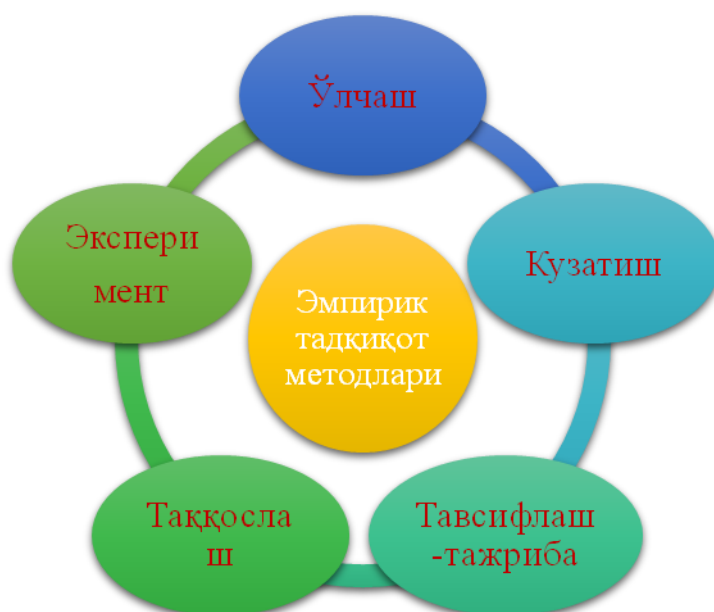 Ўлчаш
Экспери
мент
Кузатиш
Эмпирик
тадқиқот
методлари
Таққосла
ш
Тавсифлаш
-тажриба